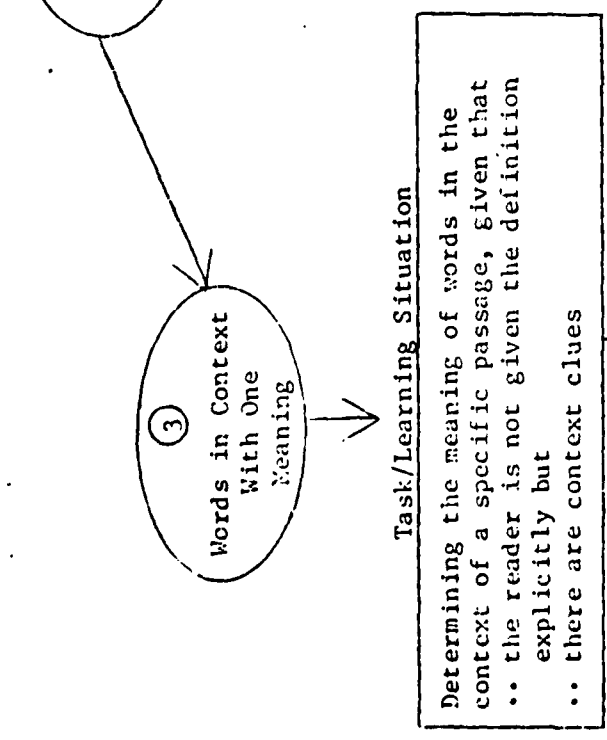 3
Words in Context
With One
Meaning
Task/Learning Situation
Determining the meaning of words in the
context of a specific passage, given that
.. the reader is not given the definition
explicitly but
.. there are context clues